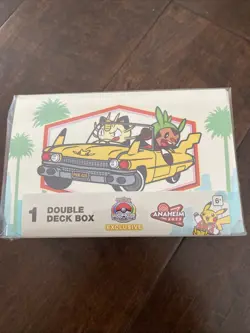 1 DOUBLE
DECK BOX
EXCLUSIVE
ANAHEIM
6+